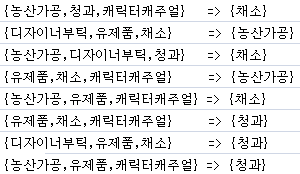 {농산가공,청과,캐릭터캐주얼} => {채소}
{디자이너부틱,유제품,채소} => {농산가공}
{농산가공,디자이너부틱,청과} => {채소}
{유제품,채소,캐릭터캐주얼} => {농산가공}
{농산가공,유제품,캐릭터캐주얼} => {채소}
{유제품,채소,캐릭터캐주얼} => {청과}
{디자이너부틱,유제품,채소} => {청과}
{농산가공,유제품,캐릭터캐주얼} => {청과}